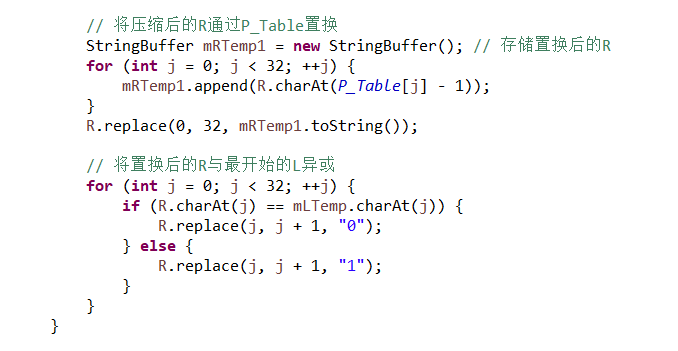 // 将压缩后的R通过P_Table置换
StringBuffer mRTemp1 = new StringBuffer(); // 存储置换后的R
for (int j = 0; j < 32; ++j) {
mRTemp1.append(R.charAt(P_Table[j] - 1));
}
R.replace(0, 32, mRTemp1.toString());
// 将置换后的R与最开始的L异或
for (int j = 0; j < 32; ++j) {
if (R.charAt(j) == mLTemp.charAt(j)) {
R.replace(j, j + 1, "0");
} else {
R.replace(j, j + 1, "1");
}
}
}